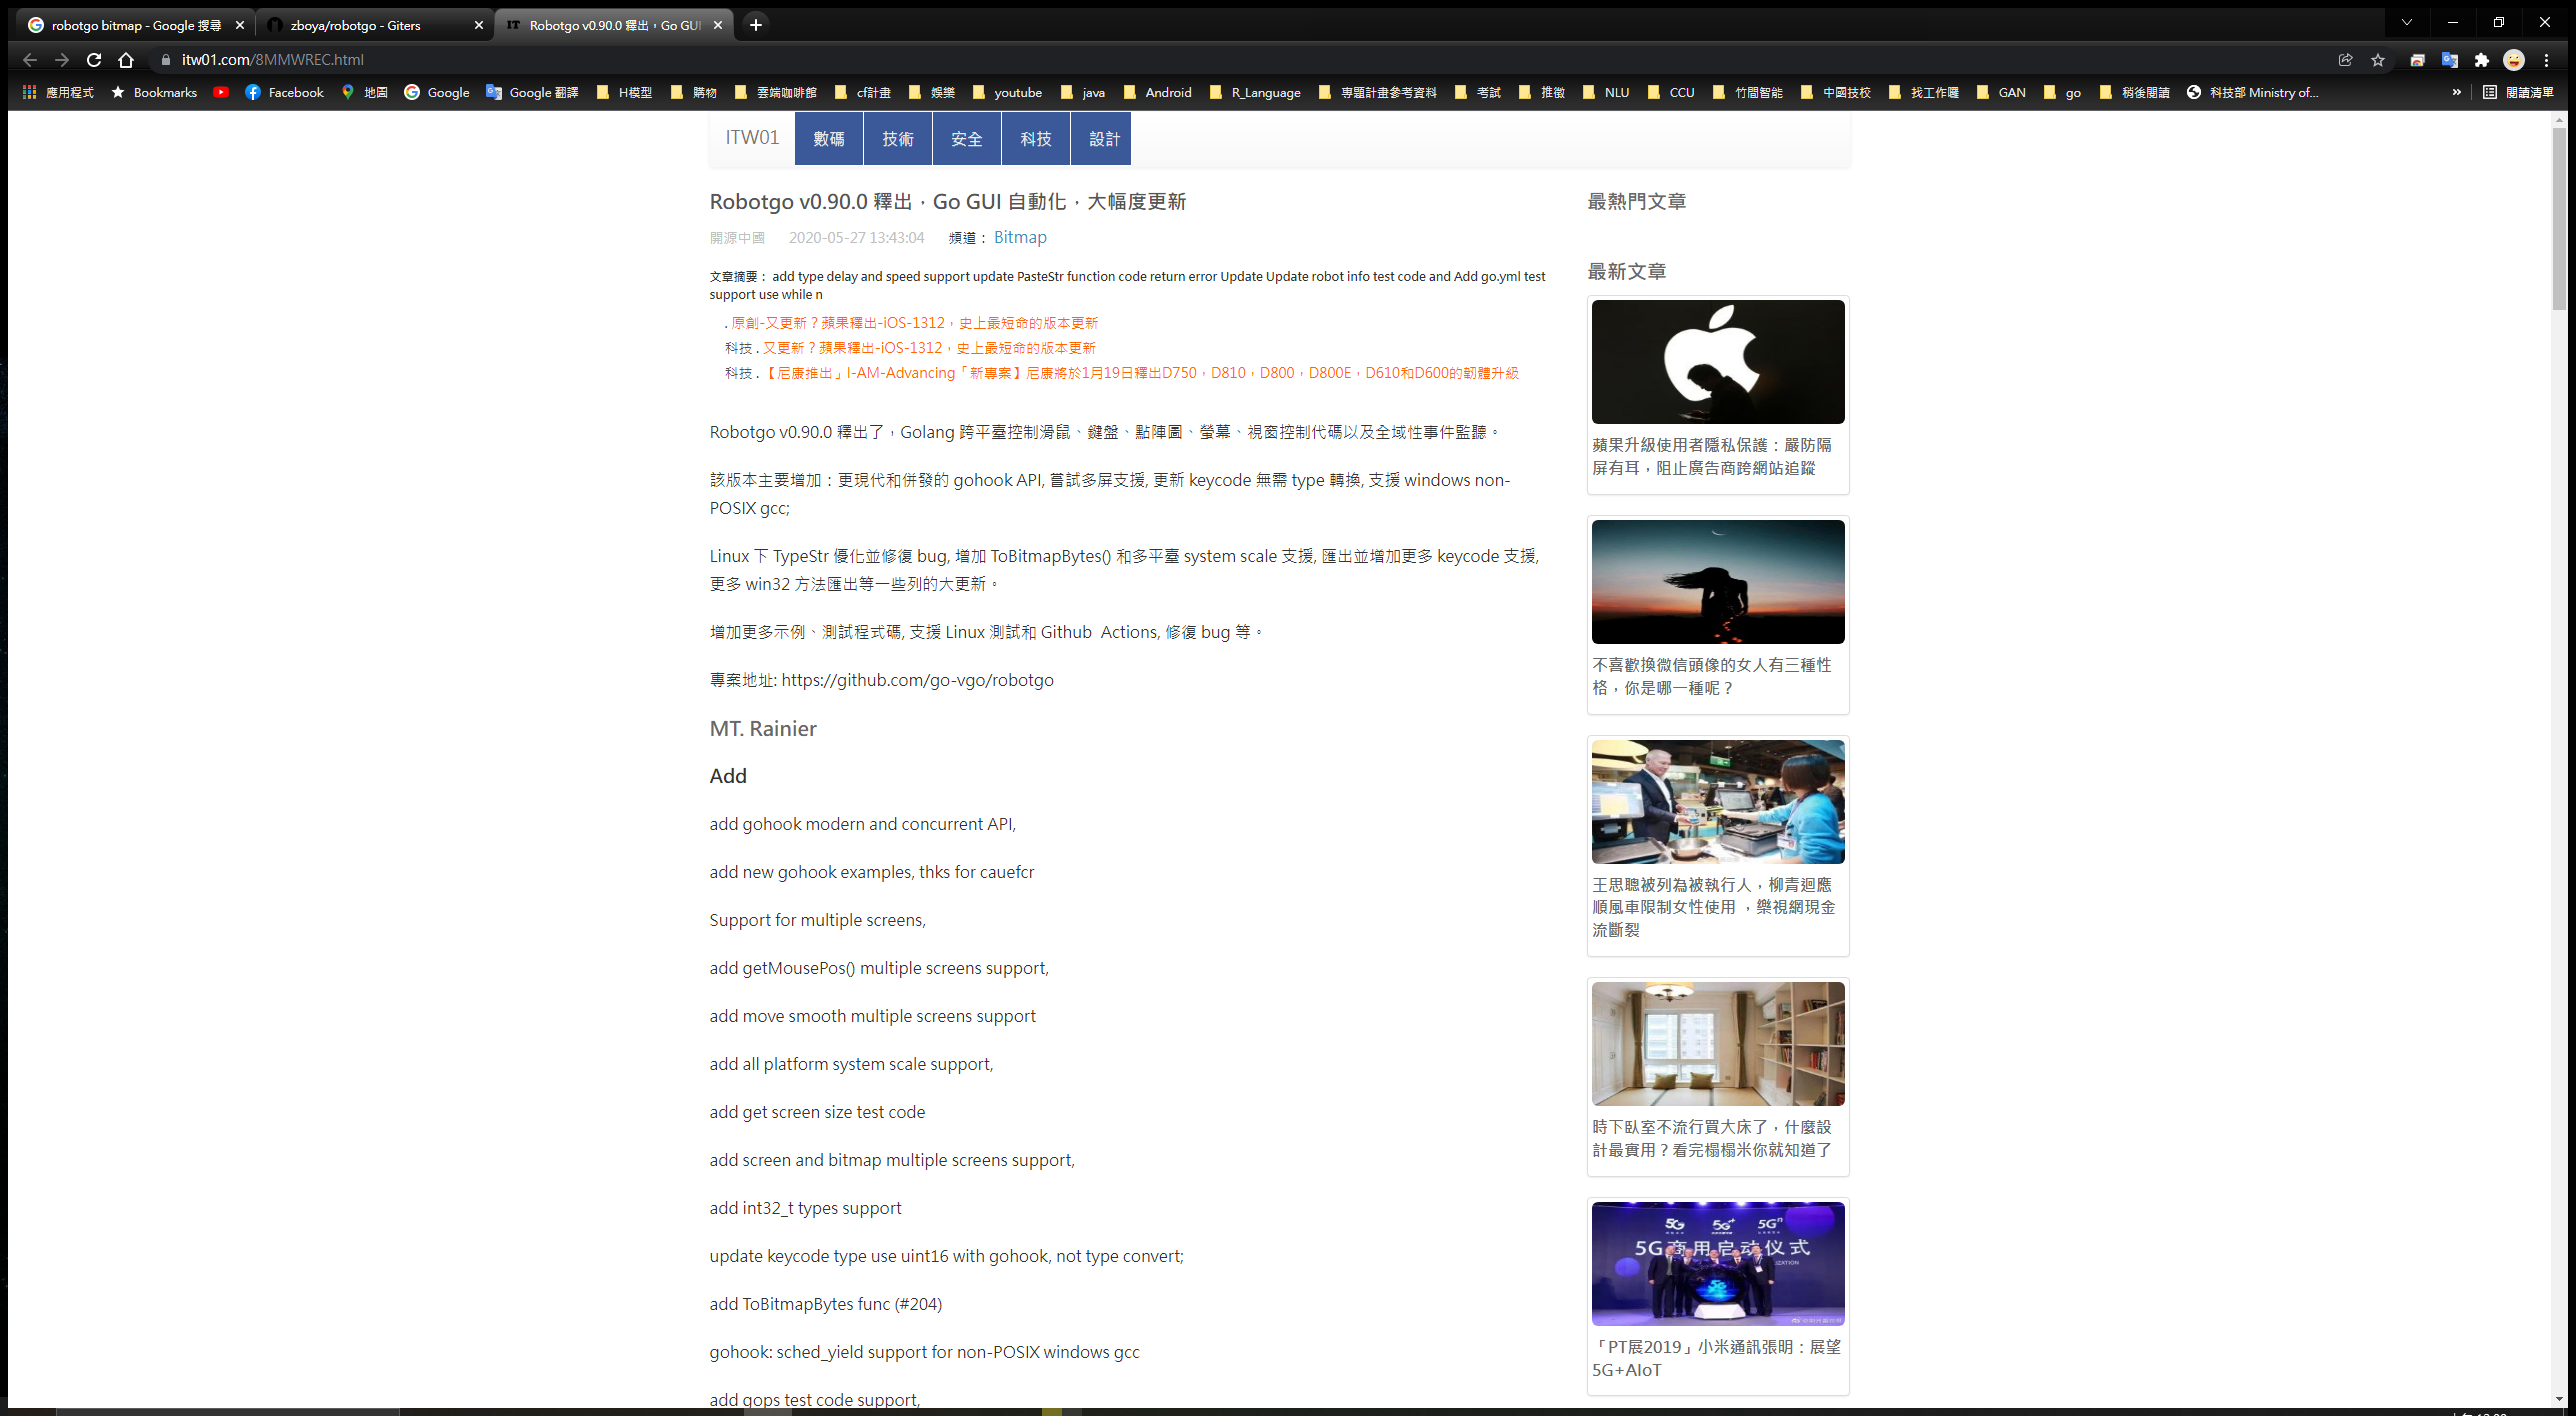 robotgo bitmap - Google 搜尋
zboya/robotgo - Giters
IT Robotgo v0.90.0 釋出，Go GUI
itw01.com/8MMWREC.html
應用程式 Bookmarks Facebook 地圖 Google Google 翻譯 H模型 購物 雲端咖啡館 cf計畫 娛樂 youtube java Android R_Language 專題計畫參考資料 考試 推徵 NLU CCU 竹間智能 中國技校 找工作囉 GAN go 稍後閱讀 科技部 Ministry of... » 閱讀清單
ITW01 數碼 技術 安全 科技 設計
Robotgo v0.90.0 釋出，Go GUI 自動化，大幅度更新
開源中國 2020-05-27 13:43:04 頻道： Bitmap
文章摘要： add type delay and speed support update PasteStr function code return error Update Update robot info test code and Add go.yml test
support use while n
. 原創-又更新？蘋果釋出-iOS-1312，史上最短命的版本更新
科技 . 又更新？蘋果釋出-iOS-1312，史上最短命的版本更新
科技 . 【尼康推出」I-AM-Advancing「新專案】尼康將於1月19日釋出D750，D810，D800，D800E，D610和D600的韌體升級
Robotgo v0.90.0 釋出了，Golang 跨平臺控制滑鼠、鍵盤、點陣圖、螢幕、視窗控制代碼以及全域性事件監聽。
該版本主要增加：更現代和併發的 gohook API, 嘗試多屏支援, 更新 keycode 無需 type 轉換, 支援 windows non-
POSIX gcc;
Linux 下 TypeStr 優化並修復 bug, 增加 ToBitmapBytes() 和多平臺 system scale 支援, 匯出並增加更多 keycode 支援,
更多 win32 方法匯出等一些列的大更新。
增加更多示例、測試程式碼, 支援 Linux 測試和 Github  Actions, 修復 bug 等。
專案地址: https://github.com/go-vgo/robotgo
MT. Rainier
Add
add gohook modern and concurrent API,
add new gohook examples, thks for cauefcr
Support for multiple screens,
add getMousePos() multiple screens support,
add move smooth multiple screens support
add all platform system scale support,
add get screen size test code
add screen and bitmap multiple screens support,
add int32_t types support
update keycode type use uint16 with gohook, not type convert;
add ToBitmapBytes func (#204)
gohook: sched_yield support for non-POSIX windows gcc
add gops test code support,
最熱門文章
最新文章
蘋果升級使用者隱私保護：嚴防隔
屏有耳，阻止廣告商跨網站追蹤
不喜歡換微信頭像的女人有三種性
格，你是哪一種呢？
王思聰被列為被執行人，柳青迴應
順風車限制女性使用 ，樂視網現金
流斷裂
時下臥室不流行買大床了，什麼設
計最實用？看完榻榻米你就知道了
5G 5G+ 5Gn
5G商用启动仪式
5G
「PT展2019」小米通訊張明：展望
5G+AIoT